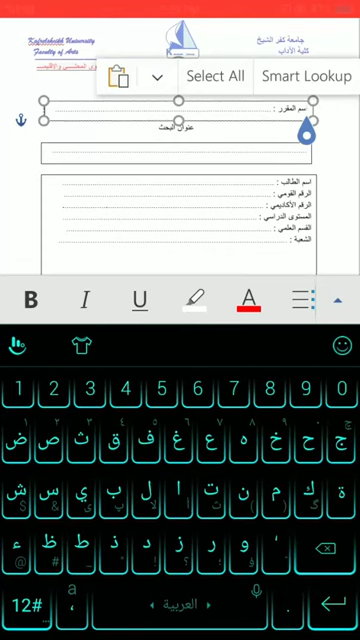 Kafrelsheikh University
Faculty of Arts
جامعة كفر الشيخ
كلية الآداب
Select All
Smart Lookup
اسم المقرر :
عنوان البحث
اسم الطالب :
الرقم القومي :
الرقم الأكاديمي :
المستوى الدراسي :
القسم العلمي :
الشعبة :
B I U A
1 2 3 4 5 6 7 8 9 0
ض ص ث ق ف غ ع ه خ ح ج
ش س ي ب ل ا ت ن م ك ة
ء ظ ط ذ د ز ر و
12# العربية